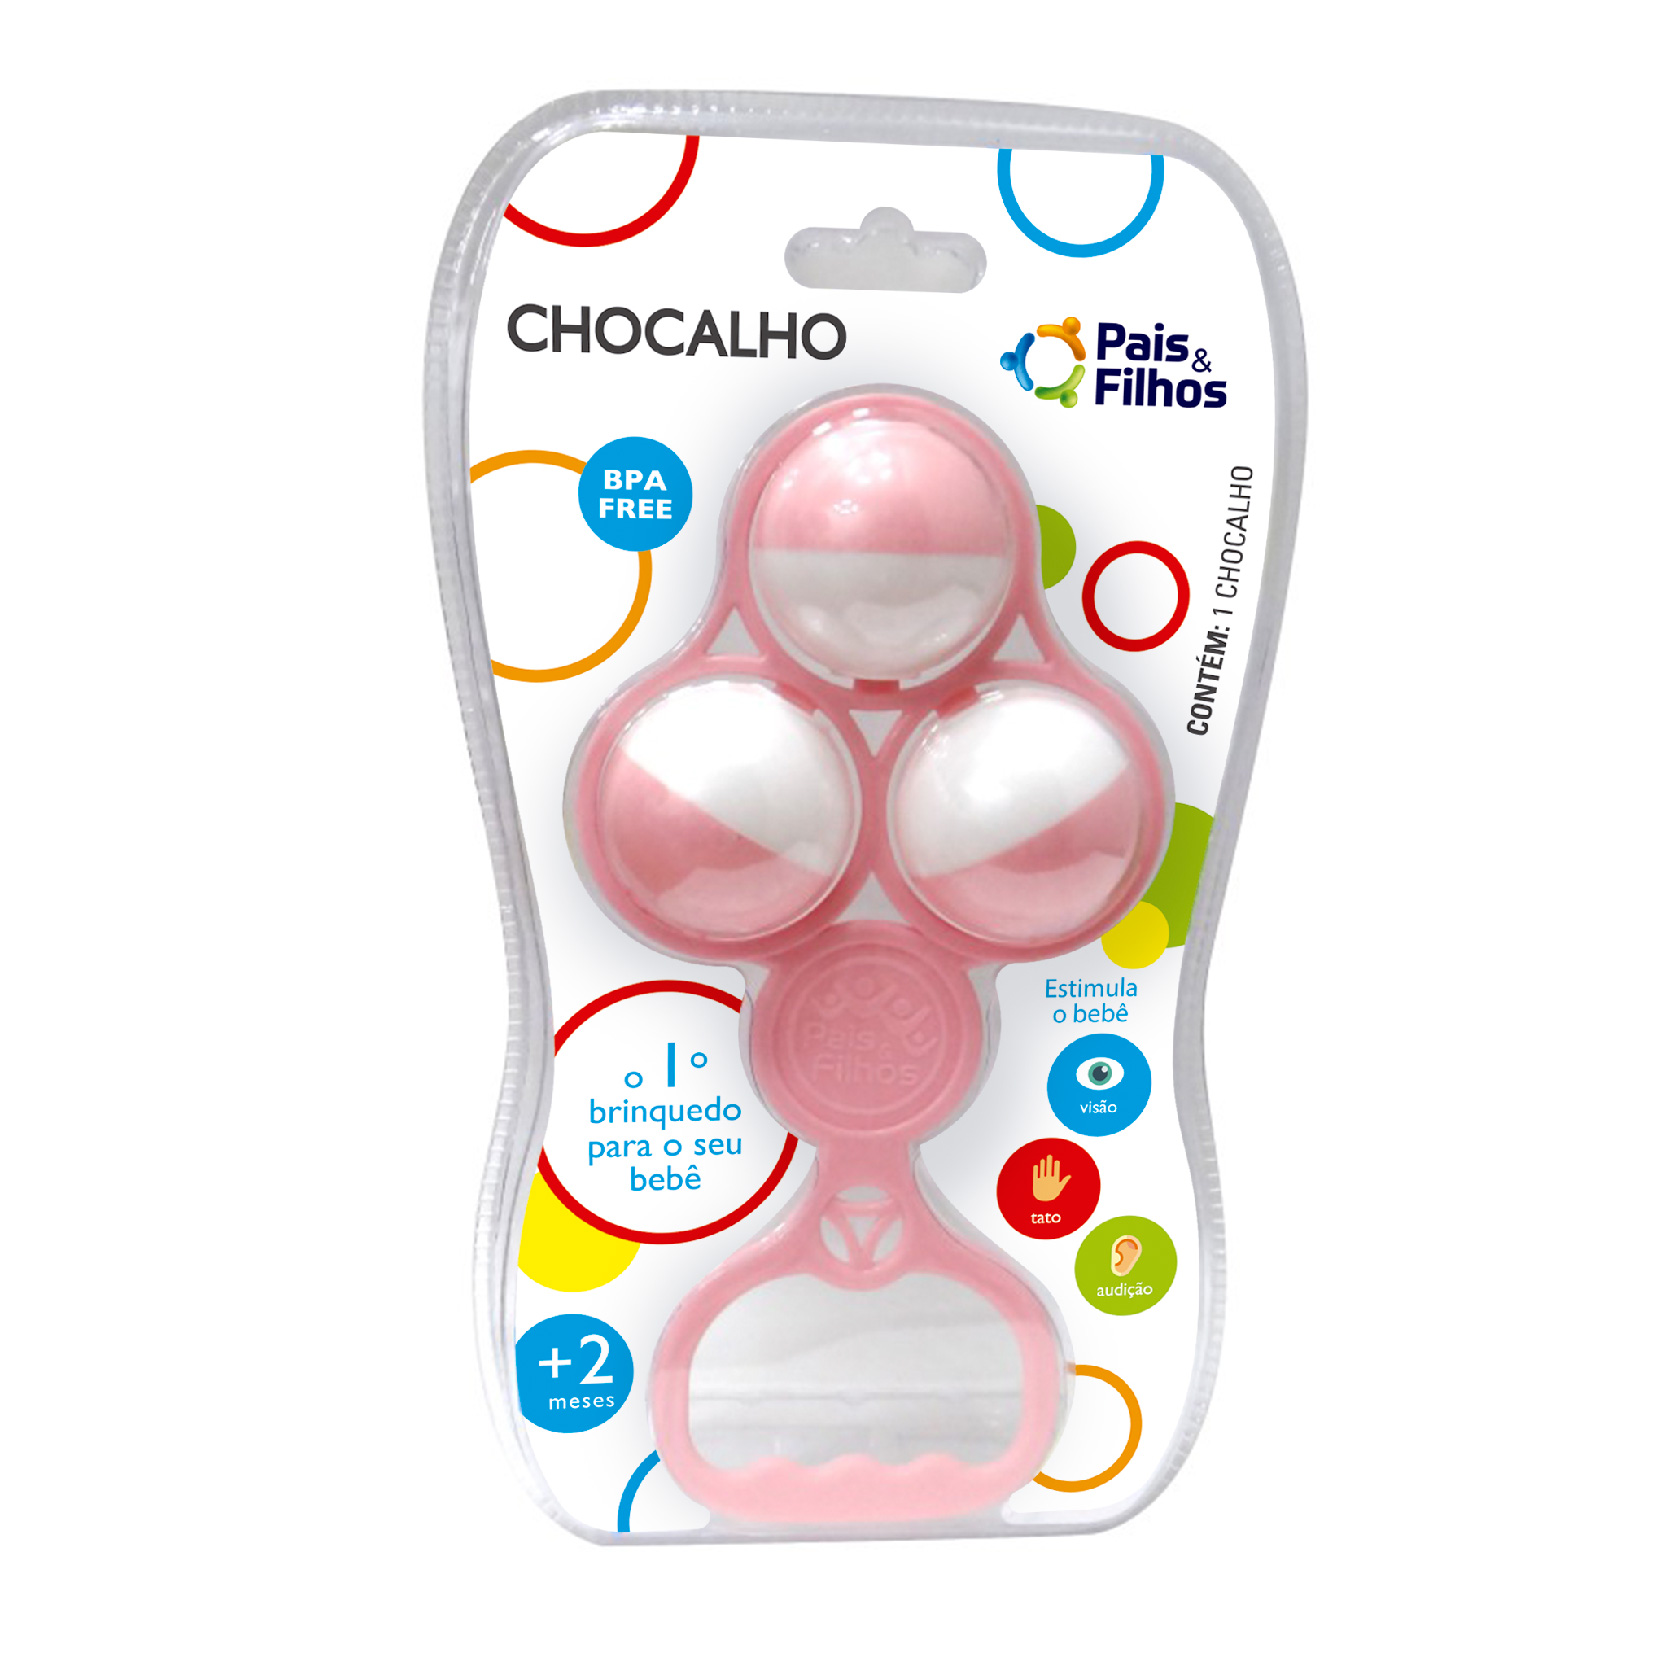 CHOCALHO
Pais &
Filhos
BPA
FREE
CONTÉM: 1 CHOCALHO
Pais &
Filhos
Estimula
o bebê
visão
tato
audição
o 1º
brinquedo
para o seu
bebê
+2
meses